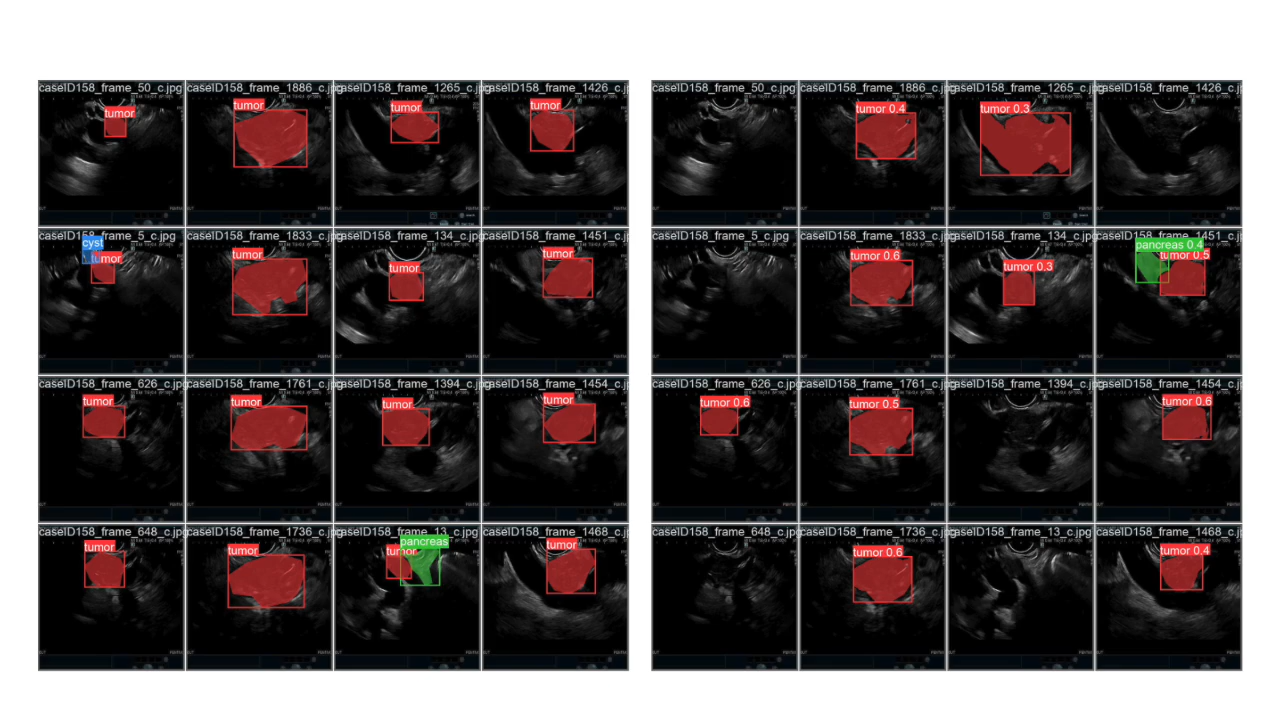 caseID158_frame_50_c.jpg
caseID158_frame_1886_c.jpg
caseID158_frame_1265_c.jpg
caseID158_frame_1426_c.jpg
tumor
tumor
tumor
tumor
caseID158_frame_5_c.jpg
caseID158_frame_1833_c.jpg
caseID158_frame_134_c.jpg
caseID158_frame_1451_c.jpg
cyst
tumor
tumor
tumor
tumor
caseID158_frame_626_c.jpg
caseID158_frame_1761_c.jpg
caseID158_frame_1394_c.jpg
caseID158_frame_1454_c.jpg
tumor
tumor
tumor
tumor
caseID158_frame_648_c.jpg
caseID158_frame_1736_c.jpg
caseID158_frame_13_c.jpg
caseID158_frame_1468_c.jpg
tumor
tumor
tumor
pancreas
tumor
caseID158_frame_50_c.jpg
caseID158_frame_1886_c.jpg
caseID158_frame_1265_c.jpg
caseID158_frame_1426_c.jpg
tumor 0.4
tumor 0.3
caseID158_frame_5_c.jpg
caseID158_frame_1833_c.jpg
caseID158_frame_134_c.jpg
caseID158_frame_1451_c.jpg
tumor 0.6
tumor 0.3
pancreas 0.4
tumor 0.5
caseID158_frame_626_c.jpg
caseID158_frame_1761_c.jpg
caseID158_frame_1394_c.jpg
caseID158_frame_1454_c.jpg
tumor 0.6
tumor 0.5
tumor 0.6
caseID158_frame_648_c.jpg
caseID158_frame_1736_c.jpg
caseID158_frame_13_c.jpg
caseID158_frame_1468_c.jpg
tumor 0.6
tumor 0.4